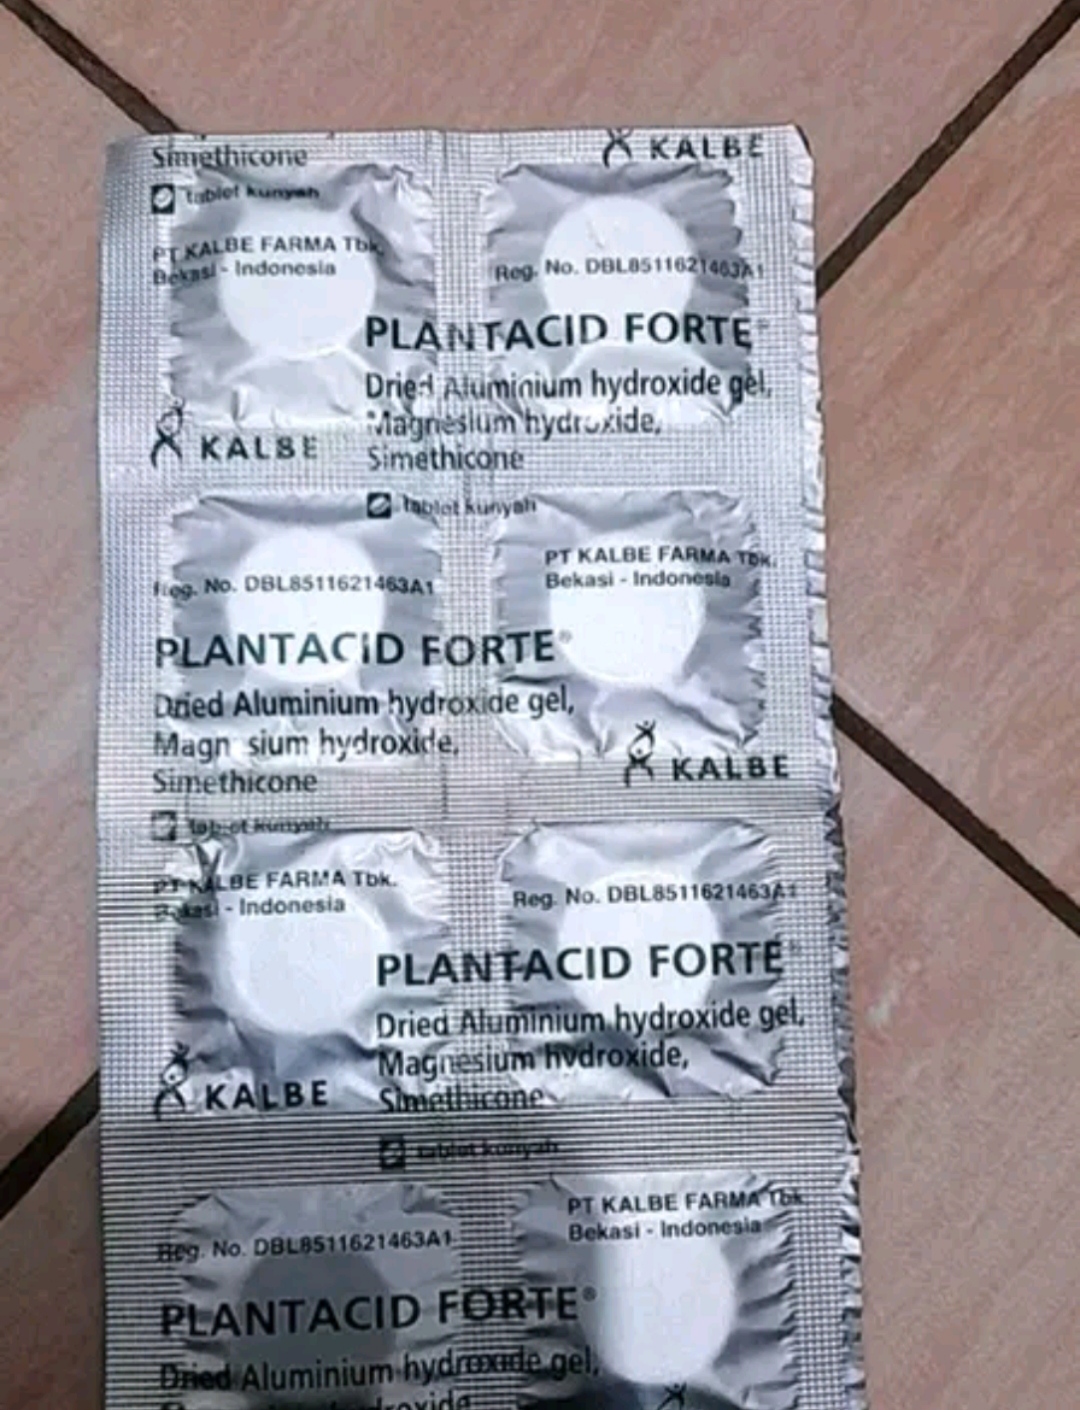 Simethicone
KALBE
tablet kunyah
PT KALBE FARMA Tbk.
Bekasi - Indonesia
Reg. No. DBL8511621463A1
PLANTACID FORTE®
Dried Aluminium hydroxide gel,
Magnesium hydroxide,
Simethicone
KALBE
tablet kunyah
PT KALBE FARMA Tbk.
Bekasi - Indonesia
Reg. No. DBL8511621463A1
PLANTACID FORTE®
Dried Aluminium hydroxide gel,
Magnesium hydroxide,
Simethicone
KALBE
tablet kunyah
PT KALBE FARMA Tbk.
Bekasi - Indonesia
Reg. No. DBL8511621463A1
PLANTACID FORTE®
Dried Aluminium hydroxide gel,
Magnesium hydroxide,
Simethicone
KALBE
tablet kunyah
PT KALBE FARMA Tbk
Bekasi - Indonesia
Reg. No. DBL8511621463A1
PLANTACID FORTE®
Dried Aluminium hydroxide gel,